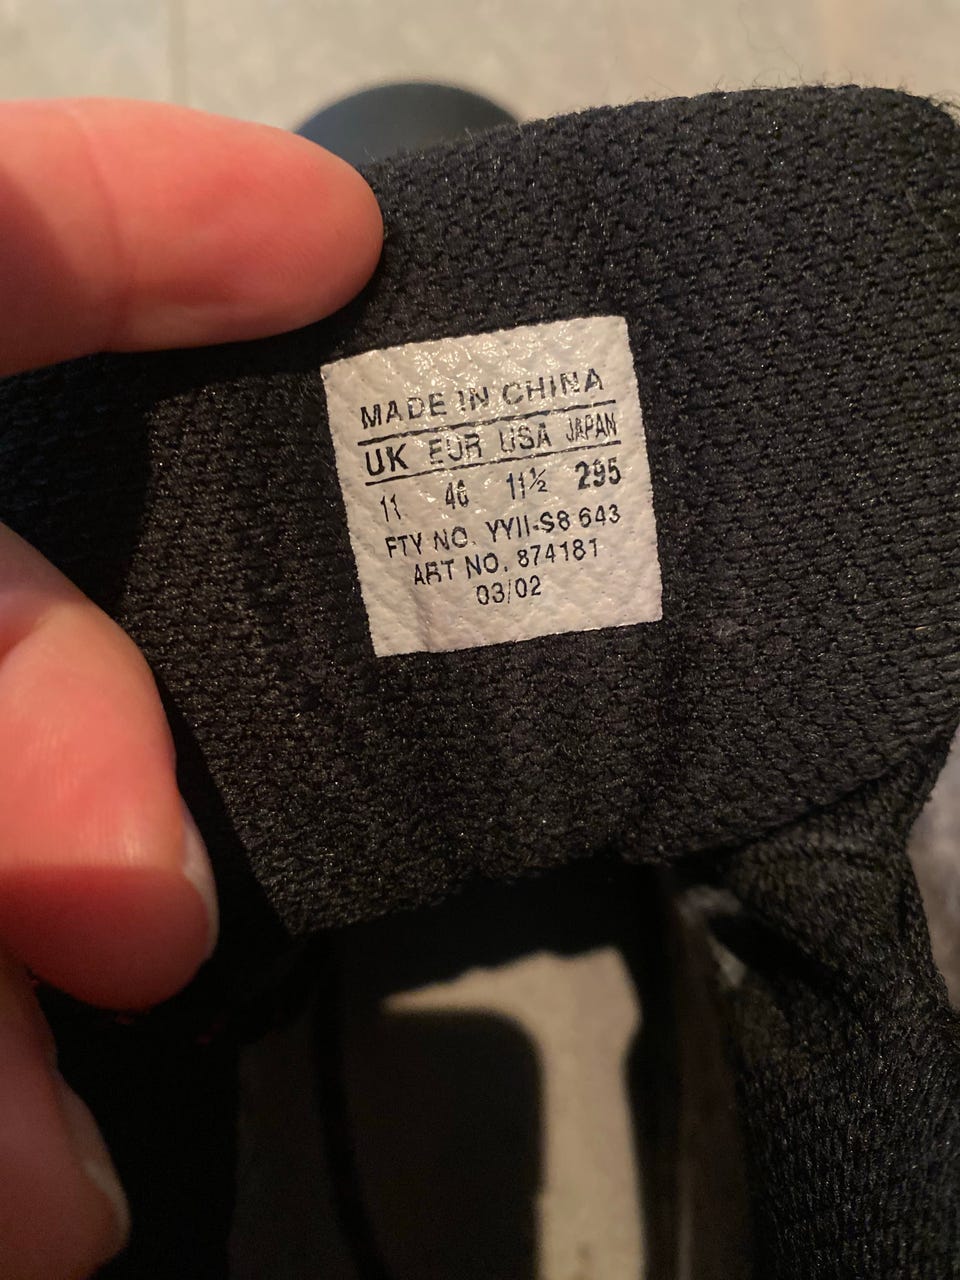 MADE IN CHINA
UK EUR USA JAPAN
11 46 11½ 295
FTY NO. YYII-S8 643
ART NO. 874181
03/02